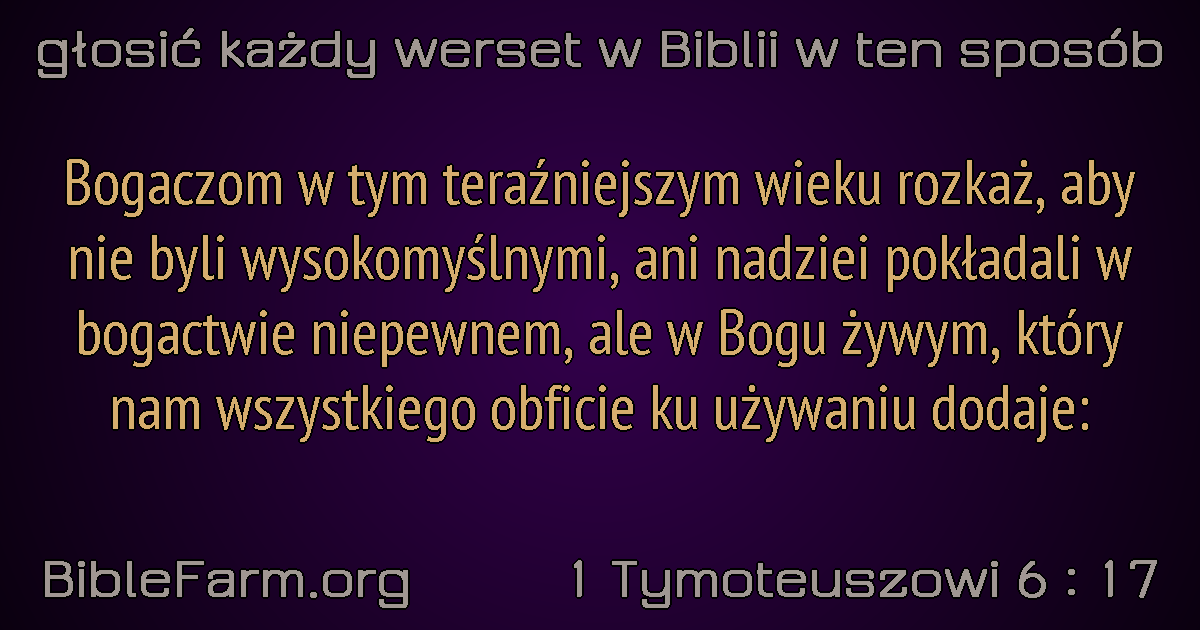 głosić każdy werset w Biblii w ten sposób
Bogaczom w tym teraźniejszym wieku rozkaż, aby
nie byli wysokomyślnymi, ani nadziei pokładali w
bogactwie niepewnem, ale w Bogu żywym, który
nam wszystkiego obficie ku używaniu dodaje:
BibleFarm.org 1 Tymoteuszowi 6 : 17